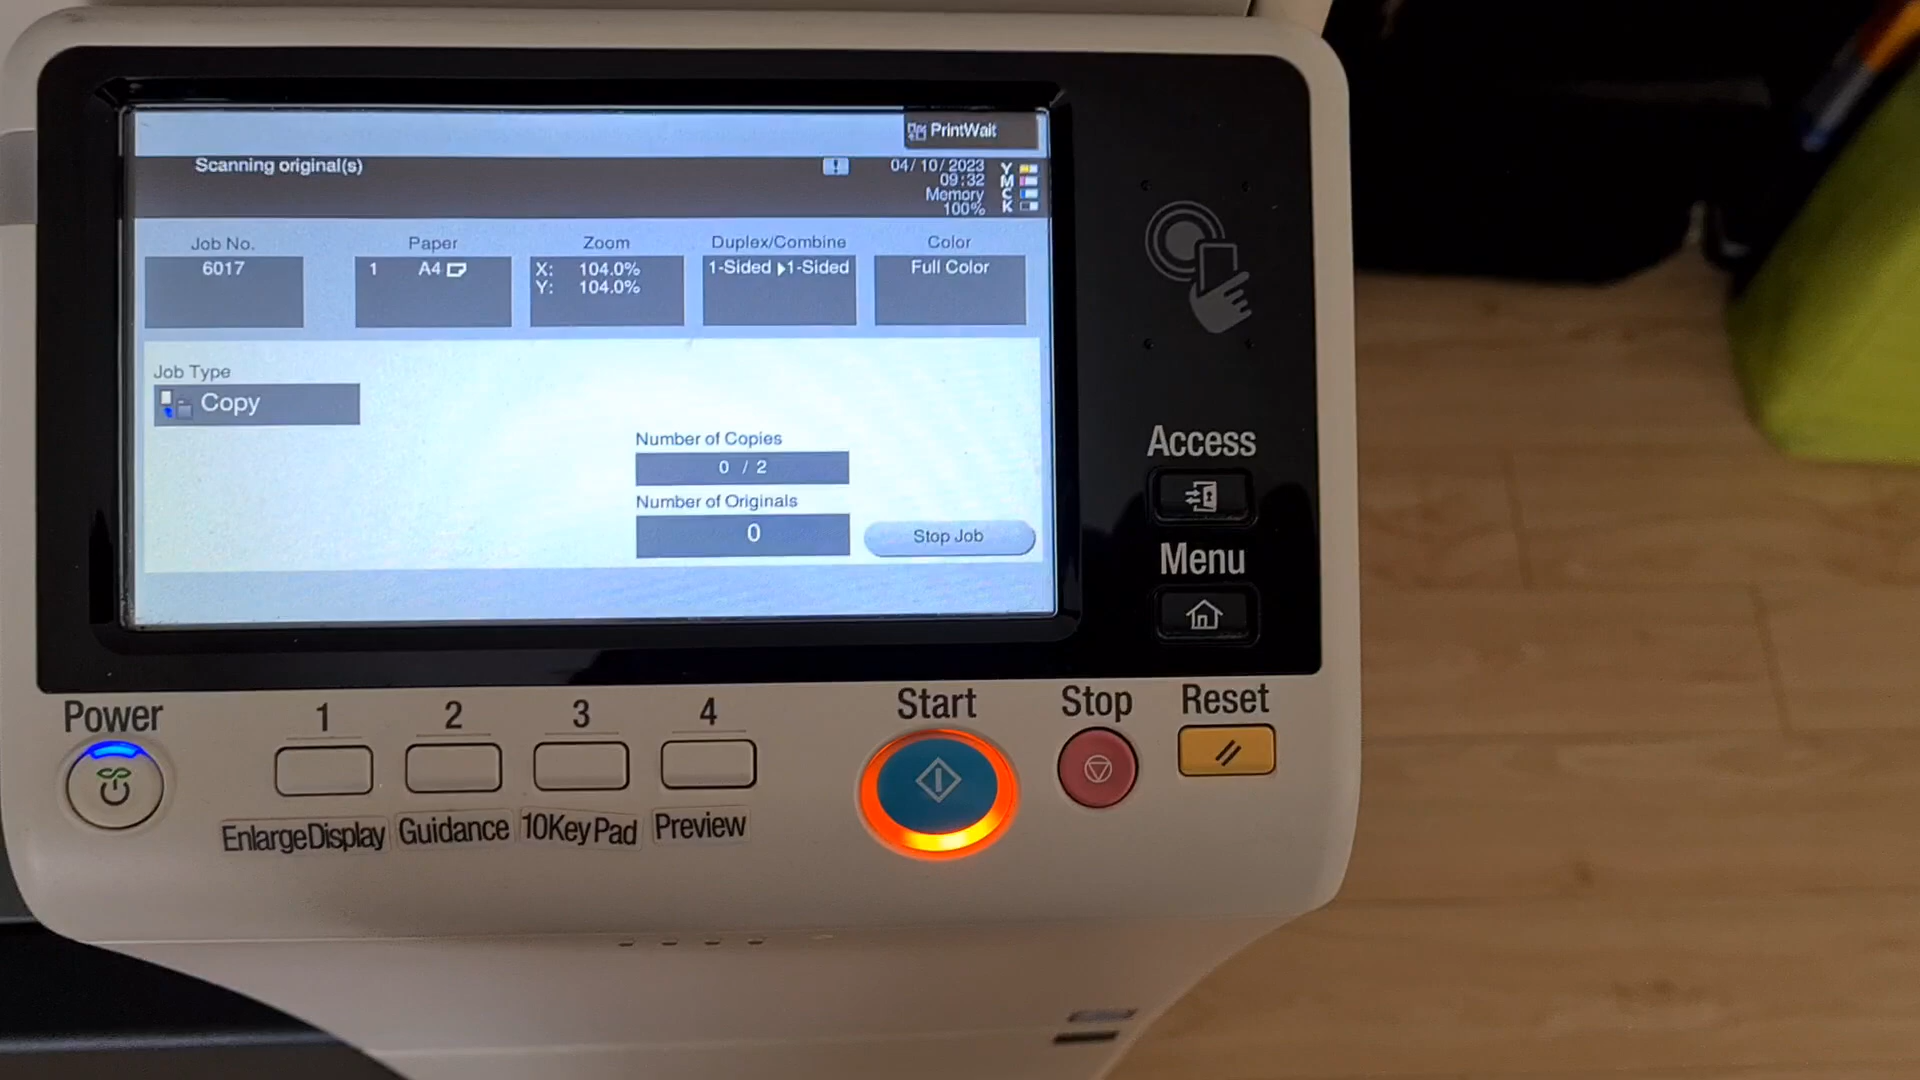 PrintWait
Scanning original(s)
04/10/2023
09:32
Memory
100%
Y
M
C
K
Job No.
6017
Paper
1 A4
Zoom
X: 104.0%
Y: 104.0%
Duplex/Combine
1-Sided ▶1-Sided
Color
Full Color
Job Type
Copy
Number of Copies
0 / 2
Number of Originals
0
Stop Job
Access
Menu
Power
1
2
3
4
Start
Stop
Reset
EnlargeDisplay
Guidance
10KeyPad
Preview